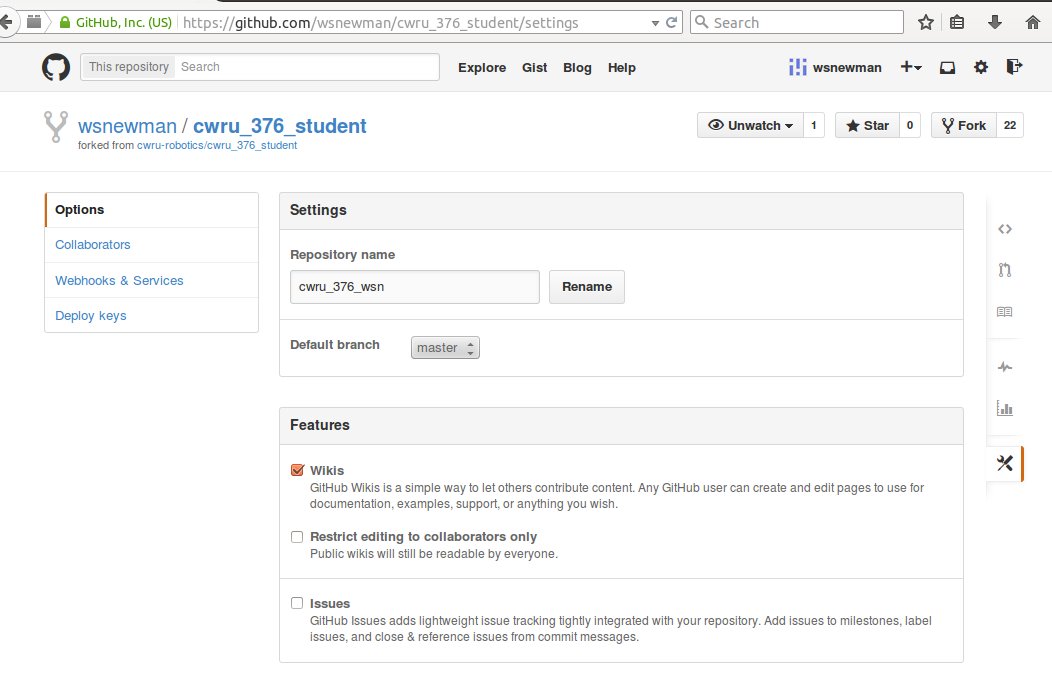 GitHub, Inc. (US) https://github.com/wsnewman/cwru_376_student/settings Search
This repository Search Explore Gist Blog Help wsnewman
wsnewman / cwru_376_student Unwatch 1 Star 0 Fork 22
forked from cwru-robotics/cwru_376_student
Options
Collaborators
Webhooks & Services
Deploy keys
Settings
Repository name
cwru_376_wsn Rename
Default branch master
Features
Wikis
GitHub Wikis is a simple way to let others contribute content. Any GitHub user can create and edit pages to use for
documentation, examples, support, or anything you wish.
Restrict editing to collaborators only
Public wikis will still be readable by everyone.
Issues
GitHub Issues adds lightweight issue tracking tightly integrated with your repository. Add issues to milestones, label
issues, and close & reference issues from commit messages.